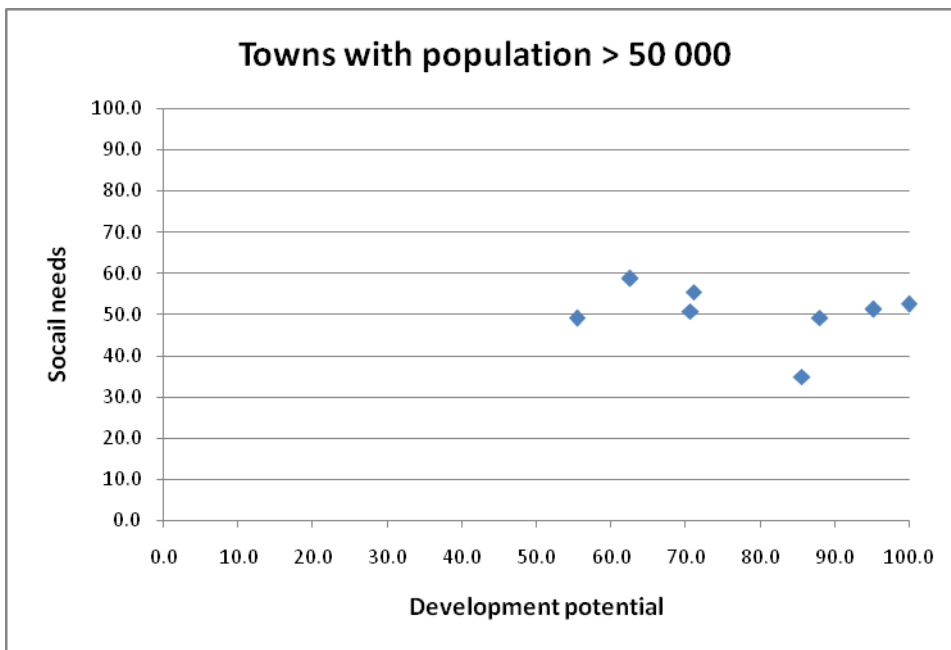 Towns with population > 50 000
100.0
90.0
80.0
70.0
60.0
50.0
40.0
30.0
20.0
10.0
0.0
Socail needs
0.0 10.0 20.0 30.0 40.0 50.0 60.0 70.0 80.0 90.0 100.0
Development potential